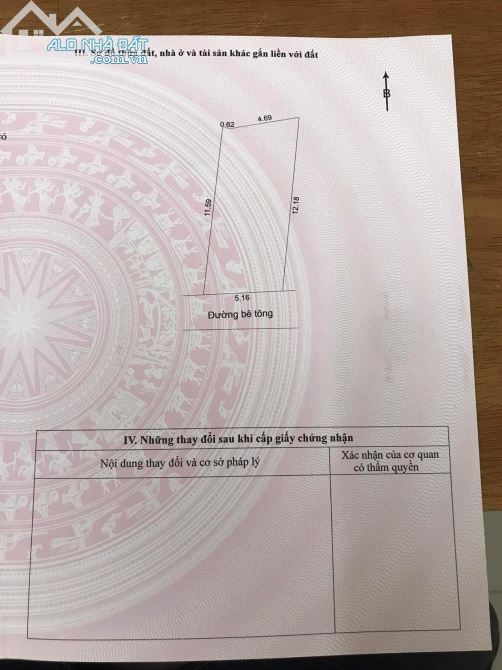 ALO NHÀ ĐẤT
.com.vn
III. Sơ đồ thửa đất, nhà ở và tài sản khác gắn liền với đất
B
có
0.62
4.69
11.59
12.18
5.16
Đường bê tông
IV. Những thay đổi sau khi cấp giấy chứng nhận
Nội dung thay đổi và cơ sở pháp lý
Xác nhận của cơ quan
có thẩm quyền